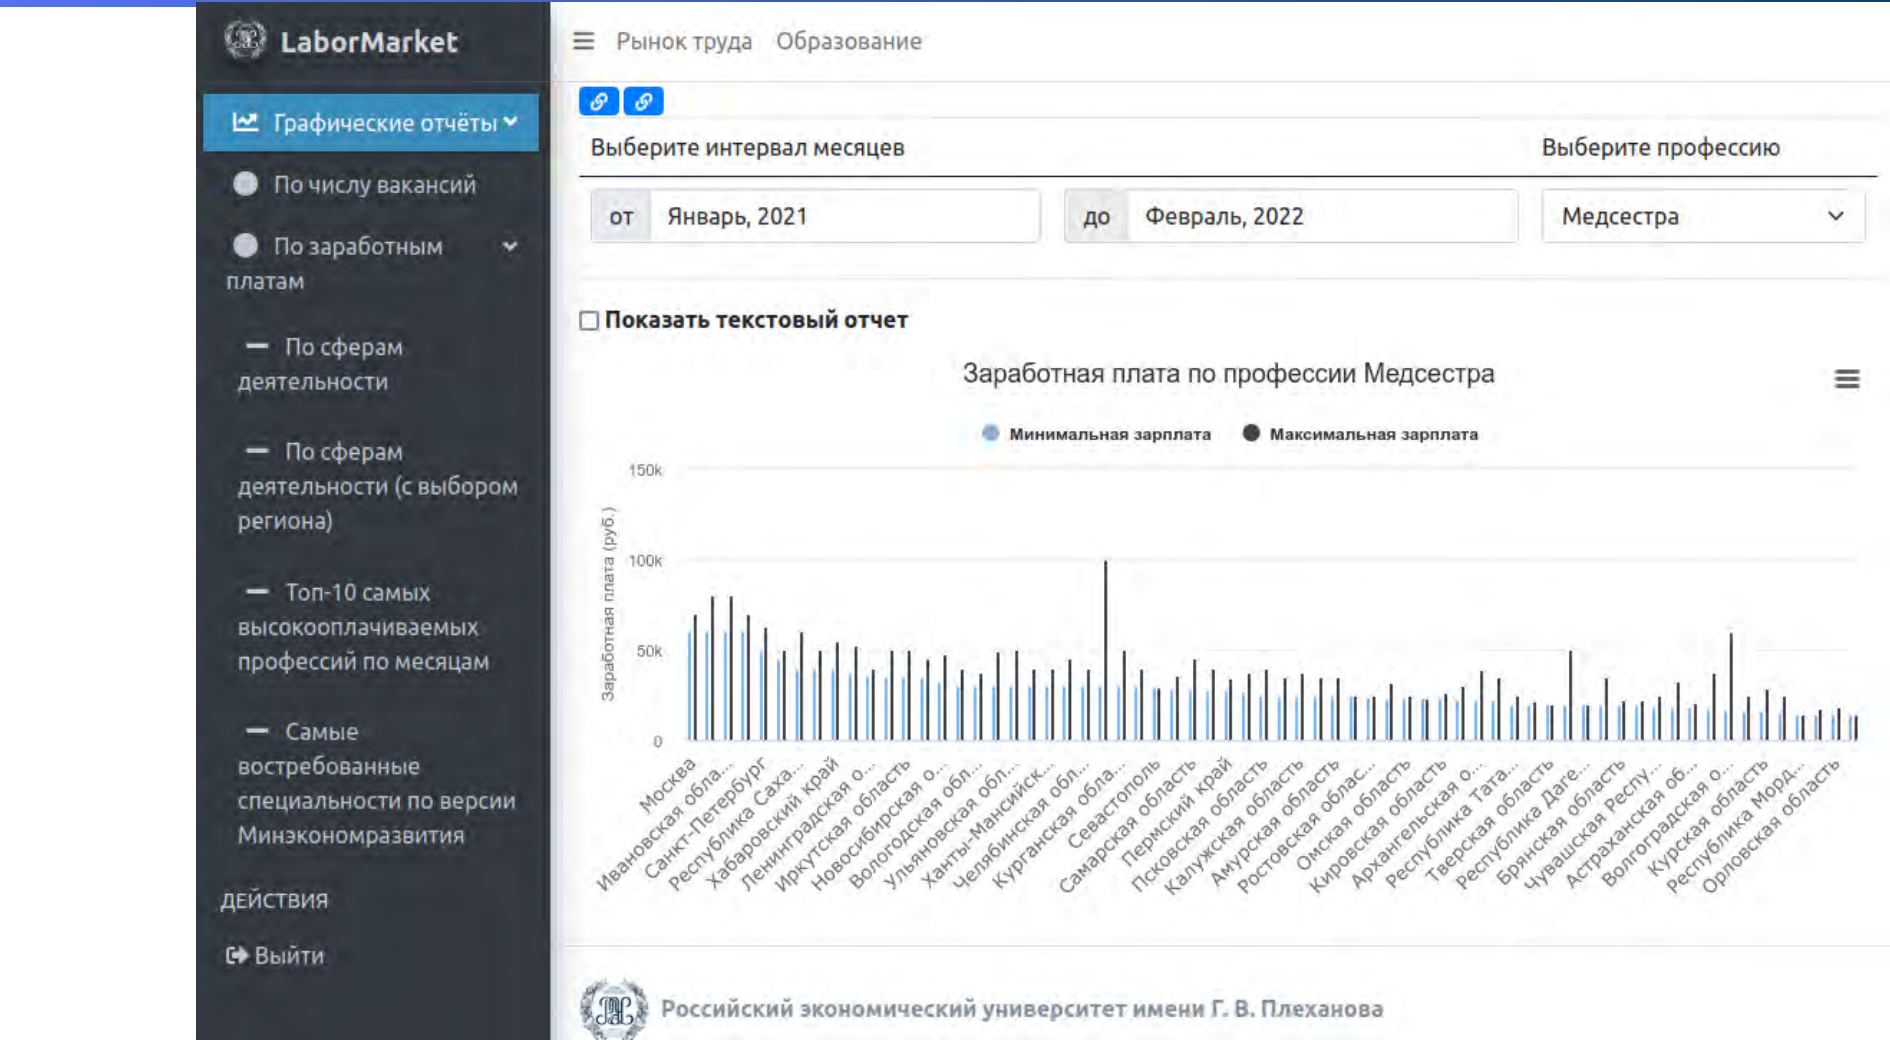 LaborMarket
Графические отчёты
По числу вакансий
По заработным
платам
По сферам
деятельности
По сферам
деятельности (с выбором
региона)
Топ-10 самых
высокооплачиваемых
профессий по месяцам
Самые
востребованные
специальности по версии
Минэкономразвития
ДЕЙСТВИЯ
Выйти
Рынок труда Образование
Выберите интервал месяцев
Выберите профессию
от Январь, 2021
до Февраль, 2022
Медсестра
Показать текстовый отчет
Заработная плата по профессии Медсестра
Минимальная зарплата Максимальная зарплата
Заработная плата (руб.)
150k
100k
50k
0
Москва
Ивановская обла...
Санкт-Петербург
Республика Саха...
Хабаровский край
Ленинградская о...
Иркутская область
Новосибирская о...
Вологодская обл...
Ульяновская обл...
Ханты-Мансийск...
Челябинская обл...
Курганская обла...
Севастополь
Самарская область
Пермский край
Псковская область
Калужская область
Амурская область
Ростовская облас...
Омская область
Кировская область
Архангельская о...
Республика Тата...
Тверская область
Республика Даге...
Брянская область
Чувашская Респу...
Астраханская об...
Волгоградская о...
Курская область
Республика Морд...
Орловская область
Российский экономический университет имени Г. В. Плеханова